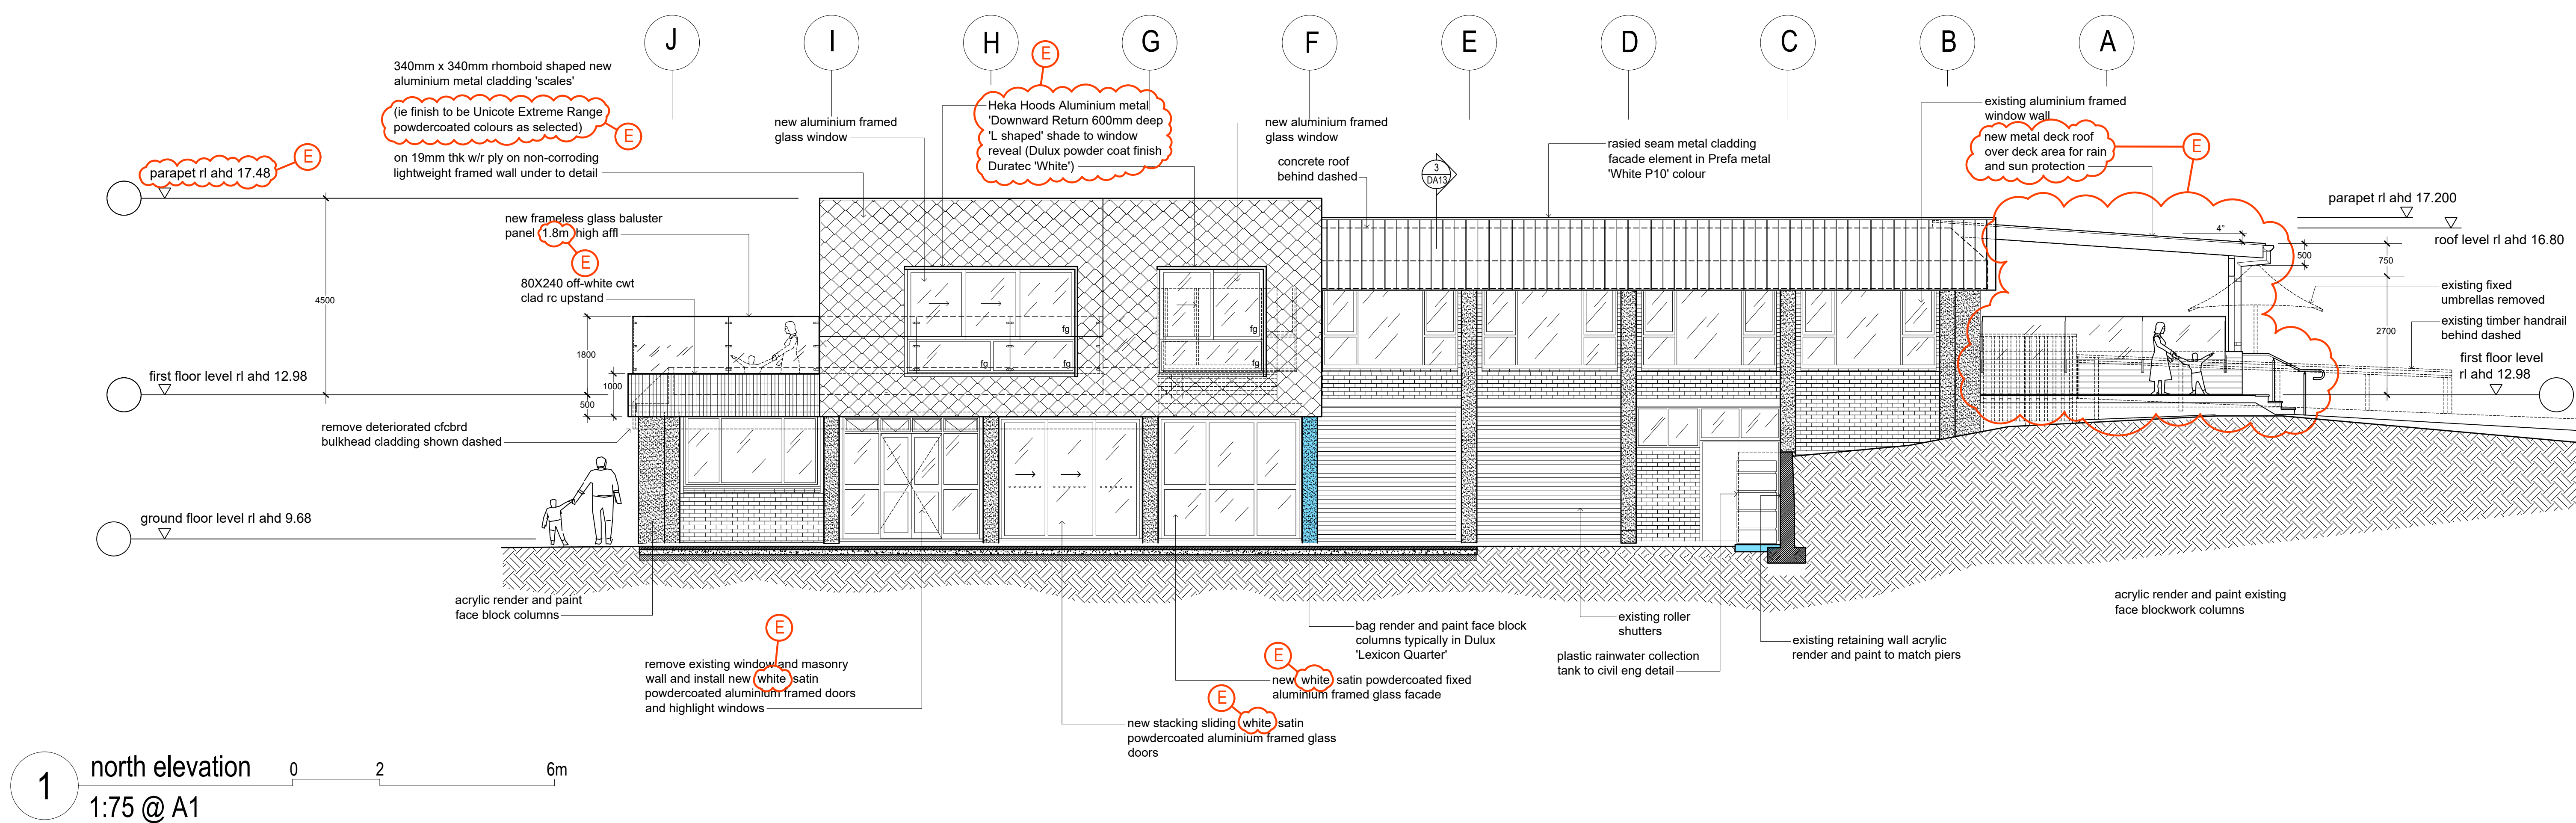 J
I
H
G
F
E
D
C
B
A
340mm x 340mm rhomboid shaped new
aluminium metal cladding 'scales'
(ie finish to be Unicote Extreme Range
powdercoated colours as selected)
E
on 19mm thk w/r ply on non-corroding
lightweight framed wall under to detail
E
parapet rl ahd 17.48
new aluminium framed
glass window
E
Heka Hoods Aluminium metal
'Downward Return 600mm deep
'L shaped' shade to window
reveal (Dulux powder coat finish
Duratec 'White')
new aluminium framed
glass window
concrete roof
behind dashed
3
DA13
rasied seam metal cladding
facade element in Prefa metal
'White P10' colour
existing aluminium framed
window wall
new metal deck roof
over deck area for rain
and sun protection
E
parapet rl ahd 17.200
roof level rl ahd 16.80
4°
500
750
2700
existing fixed
umbrellas removed
existing timber handrail
behind dashed
first floor level
rl ahd 12.98
new frameless glass baluster
panel 1.8m high affl
E
80X240 off-white cwt
clad rc upstand
4500
1800
1000
500
first floor level rl ahd 12.98
remove deteriorated cfcbrd
bulkhead cladding shown dashed
ground floor level rl ahd 9.68
fg
fg
fg
fg
fg
acrylic render and paint
face block columns
E
remove existing window and masonry
wall and install new white satin
powdercoated aluminium framed doors
and highlight windows
E
new stacking sliding white satin
powdercoated aluminium framed glass
doors
E
new white satin powdercoated fixed
aluminium framed glass facade
bag render and paint face block
columns typically in Dulux
'Lexicon Quarter'
existing roller
shutters
plastic rainwater collection
tank to civil eng detail
existing retaining wall acrylic
render and paint to match piers
acrylic render and paint existing
face blockwork columns
1
north elevation
1:75 @ A1
0
2
6m